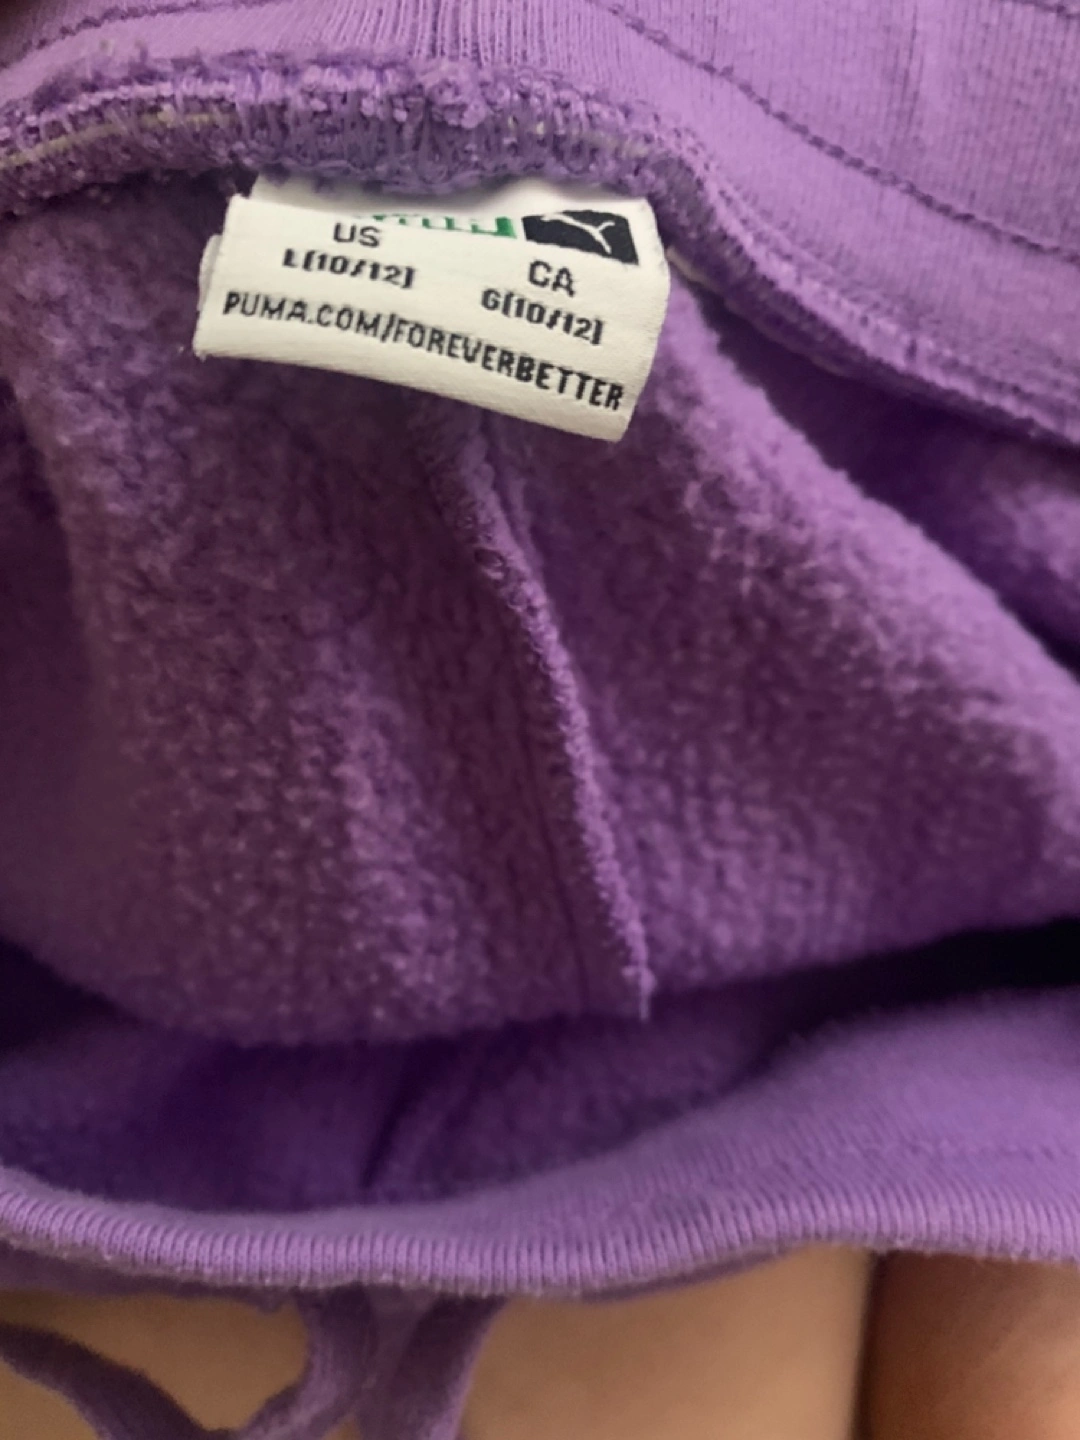 US
L(10/12)
CA
G(10/12)
PUMA.COM/FOREVERBETTER